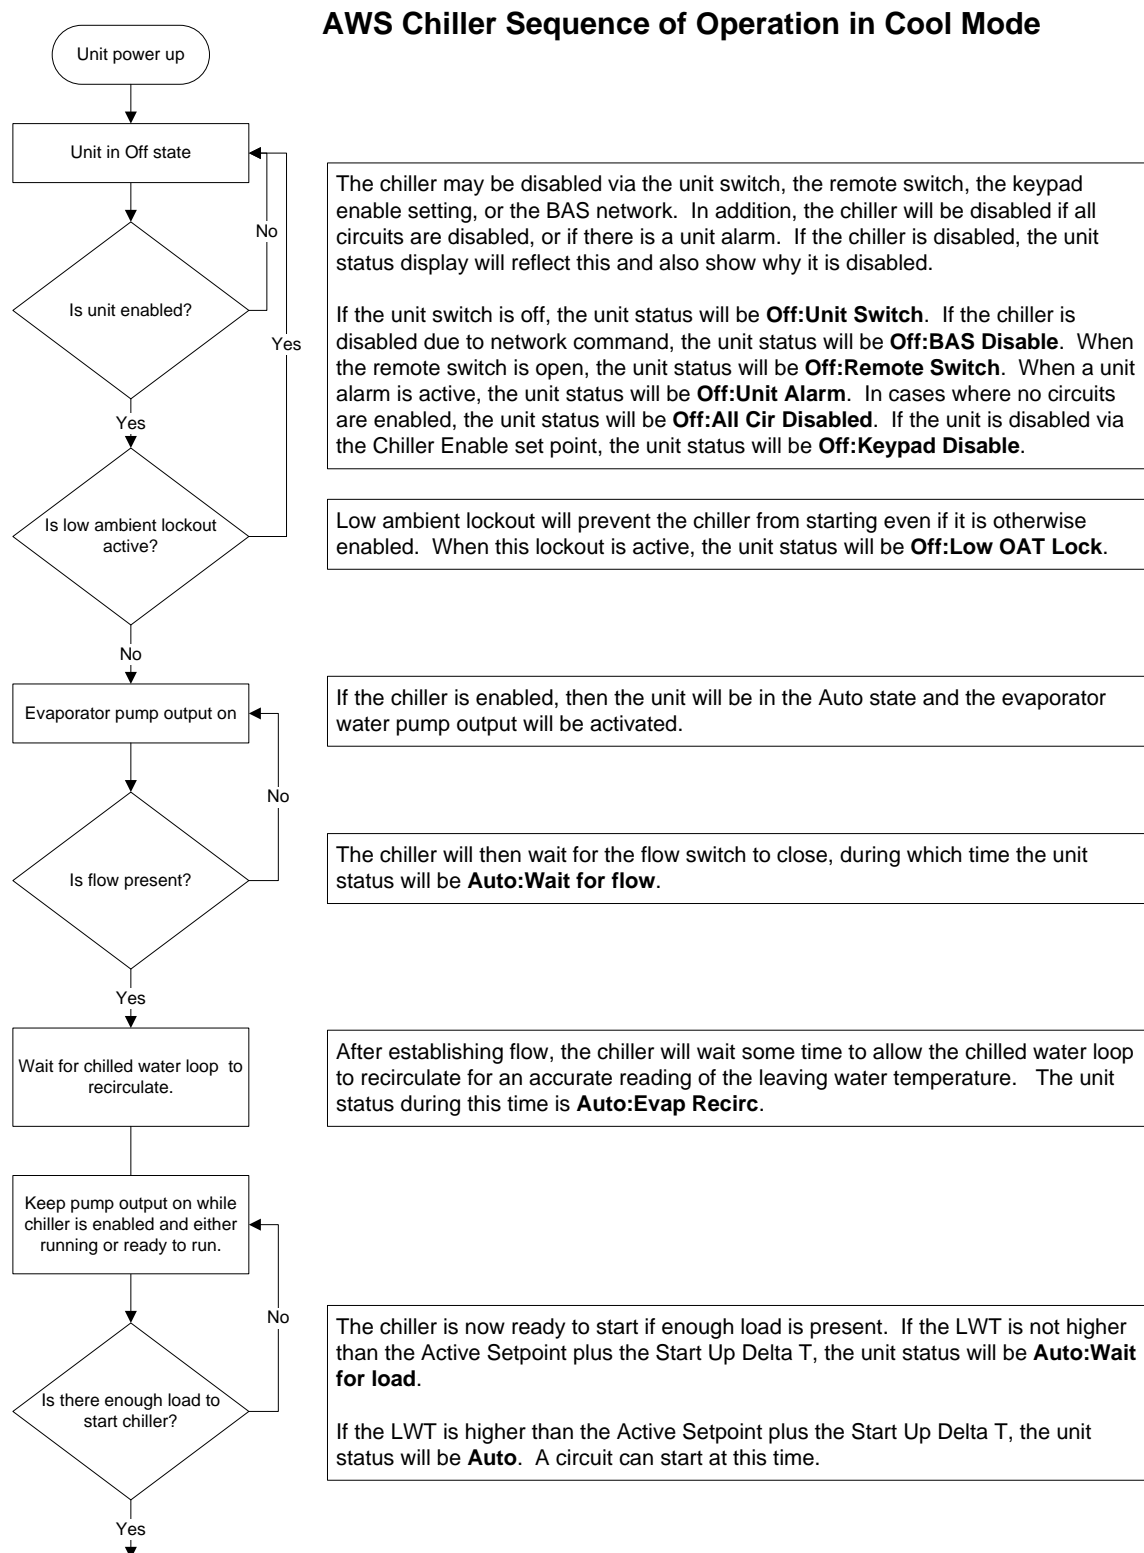 AWS Chiller Sequence of Operation in Cool Mode
Unit power up
Unit in Off state
No
Is unit enabled?
Yes
Yes
The chiller may be disabled via the unit switch, the remote switch, the keypad
enable setting, or the BAS network.  In addition, the chiller will be disabled if all
circuits are disabled, or if there is a unit alarm.  If the chiller is disabled, the unit
status display will reflect this and also show why it is disabled.
If the unit switch is off, the unit status will be Off:Unit Switch.  If the chiller is
disabled due to network command, the unit status will be Off:BAS Disable.  When
the remote switch is open, the unit status will be Off:Remote Switch.  When a unit
alarm is active, the unit status will be Off:Unit Alarm.  In cases where no circuits
are enabled, the unit status will be Off:All Cir Disabled.  If the unit is disabled via
the Chiller Enable set point, the unit status will be Off:Keypad Disable.
Is low ambient lockout
active?
No
Low ambient lockout will prevent the chiller from starting even if it is otherwise
enabled.  When this lockout is active, the unit status will be Off:Low OAT Lock.
Evaporator pump output on
If the chiller is enabled, then the unit will be in the Auto state and the evaporator
water pump output will be activated.
No
Is flow present?
Yes
The chiller will then wait for the flow switch to close, during which time the unit
status will be Auto:Wait for flow.
Wait for chilled water loop  to
recirculate.
After establishing flow, the chiller will wait some time to allow the chilled water loop
to recirculate for an accurate reading of the leaving water temperature.   The unit
status during this time is Auto:Evap Recirc.
Keep pump output on while
chiller is enabled and either
running or ready to run.
No
Is there enough load to
start chiller?
Yes
The chiller is now ready to start if enough load is present.  If the LWT is not higher
than the Active Setpoint plus the Start Up Delta T, the unit status will be Auto:Wait
for load.
If the LWT is higher than the Active Setpoint plus the Start Up Delta T, the unit
status will be Auto.  A circuit can start at this time.